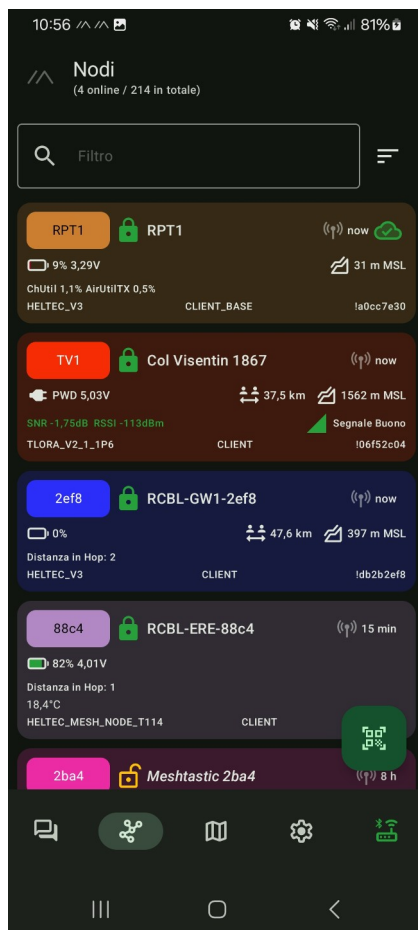 10:56 81%
Nodi
(4 online / 214 in totale)
Filtro
RPT1 RPT1 now
9% 3,29V 31 m MSL
ChUtil 1,1% AirUtilTX 0,5%
HELTEC_V3 CLIENT_BASE !a0cc7e30
TV1 Col Visentin 1867 now
PWD 5,03V 37,5 km 1562 m MSL
SNR -1,75dB RSSI -113dBm Segnale Buono
TLORA_V2_1_1P6 CLIENT !06f52c04
2ef8 RCBL-GW1-2ef8 now
0% 47,6 km 397 m MSL
Distanza in Hop: 2
HELTEC_V3 CLIENT !db2b2ef8
88c4 RCBL-ERE-88c4 15 min
82% 4,01V
Distanza in Hop: 1
18,4°C
HELTEC_MESH_NODE_T114 CLIENT
2ba4 Meshtastic 2ba4 8 h